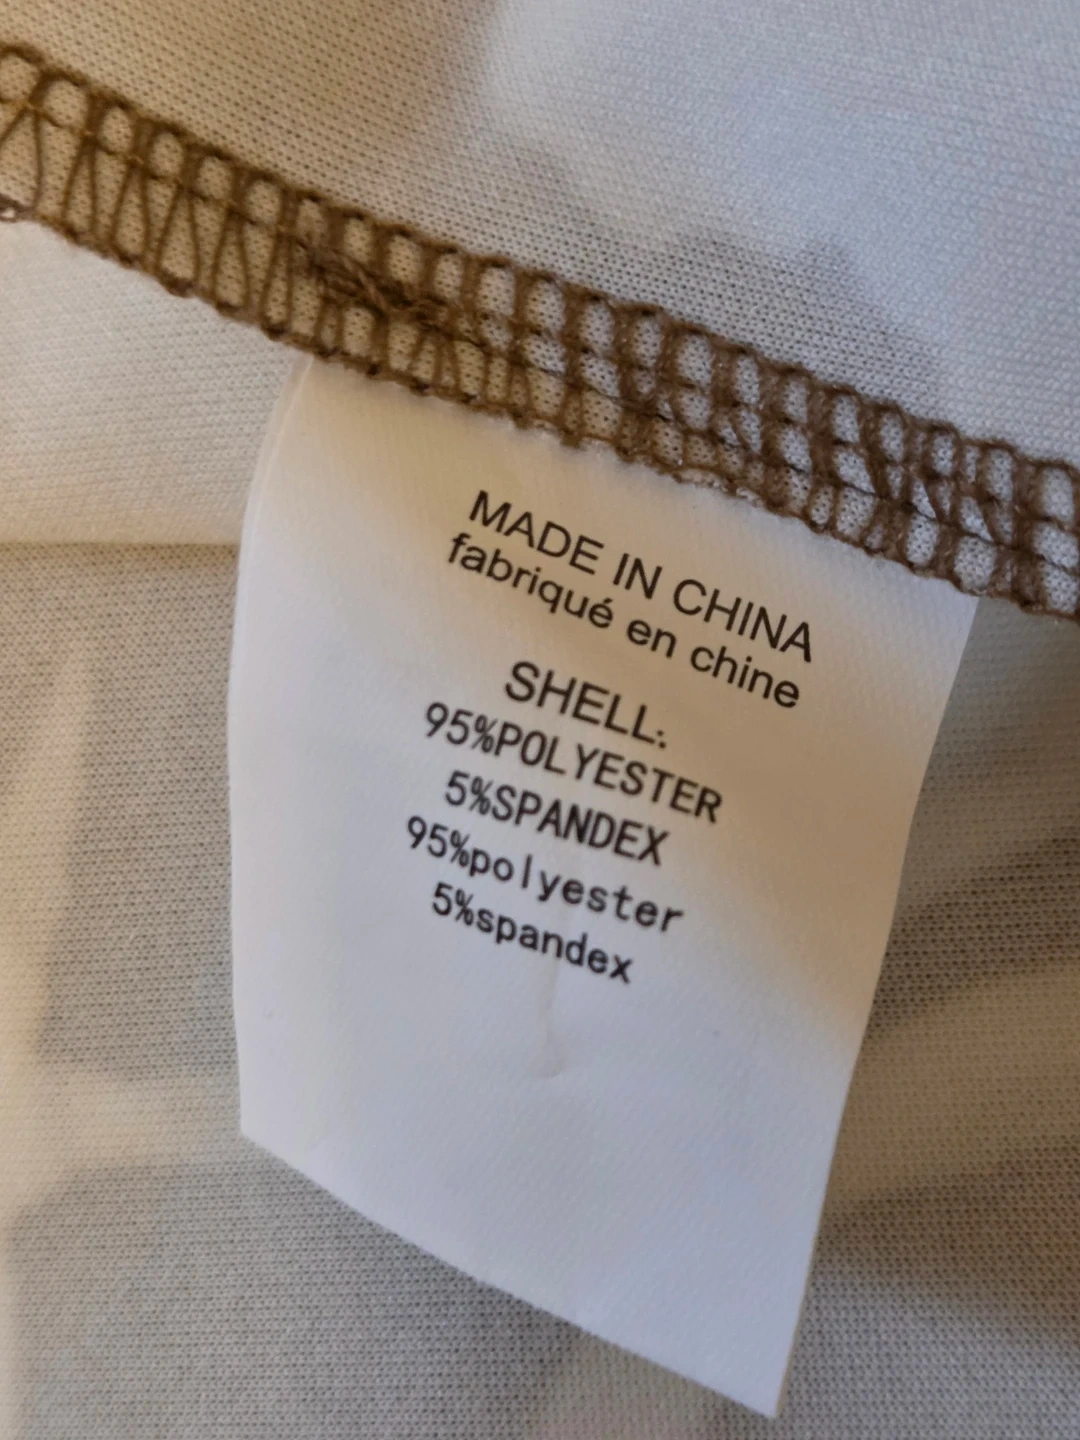 MADE IN CHINA
fabriqué en chine
SHELL:
95%POLYESTER
5%SPANDEX
95%polyester
5%spandex